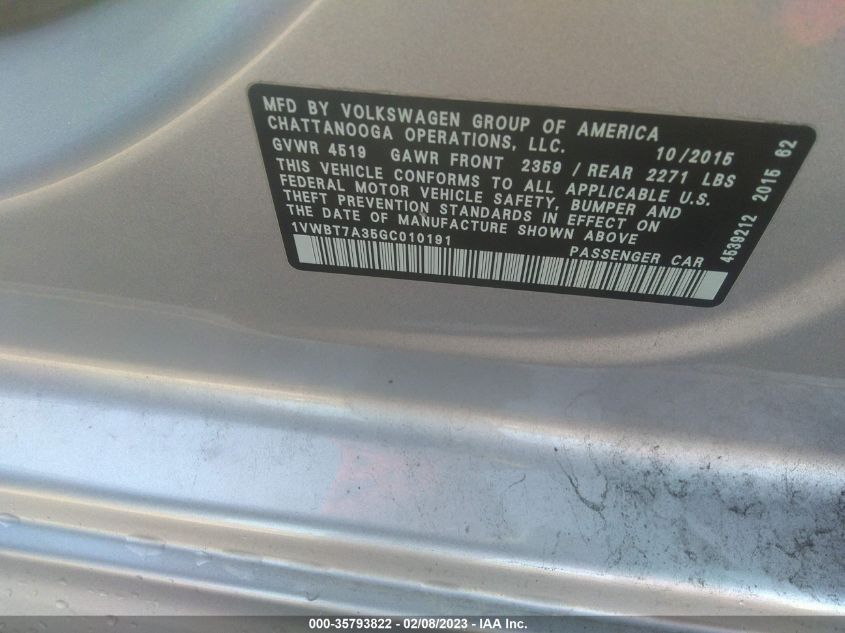 MFD BY VOLKSWAGEN GROUP OF AMERICA
CHATTANOOGA OPERATIONS, LLC. 10/2015
GVWR 4519 GAWR FRONT 2359 / REAR 2271 LBS
THIS VEHICLE CONFORMS TO ALL APPLICABLE U.S.
FEDERAL MOTOR VEHICLE SAFETY, BUMPER AND
THEFT PREVENTION STANDARDS IN EFFECT ON
THE DATE OF MANUFACTURE SHOWN ABOVE
1VWBT7A35GC010191 PASSENGER CAR
4539212 2015 62
000-35793822 - 02/08/2023 - IAA Inc.